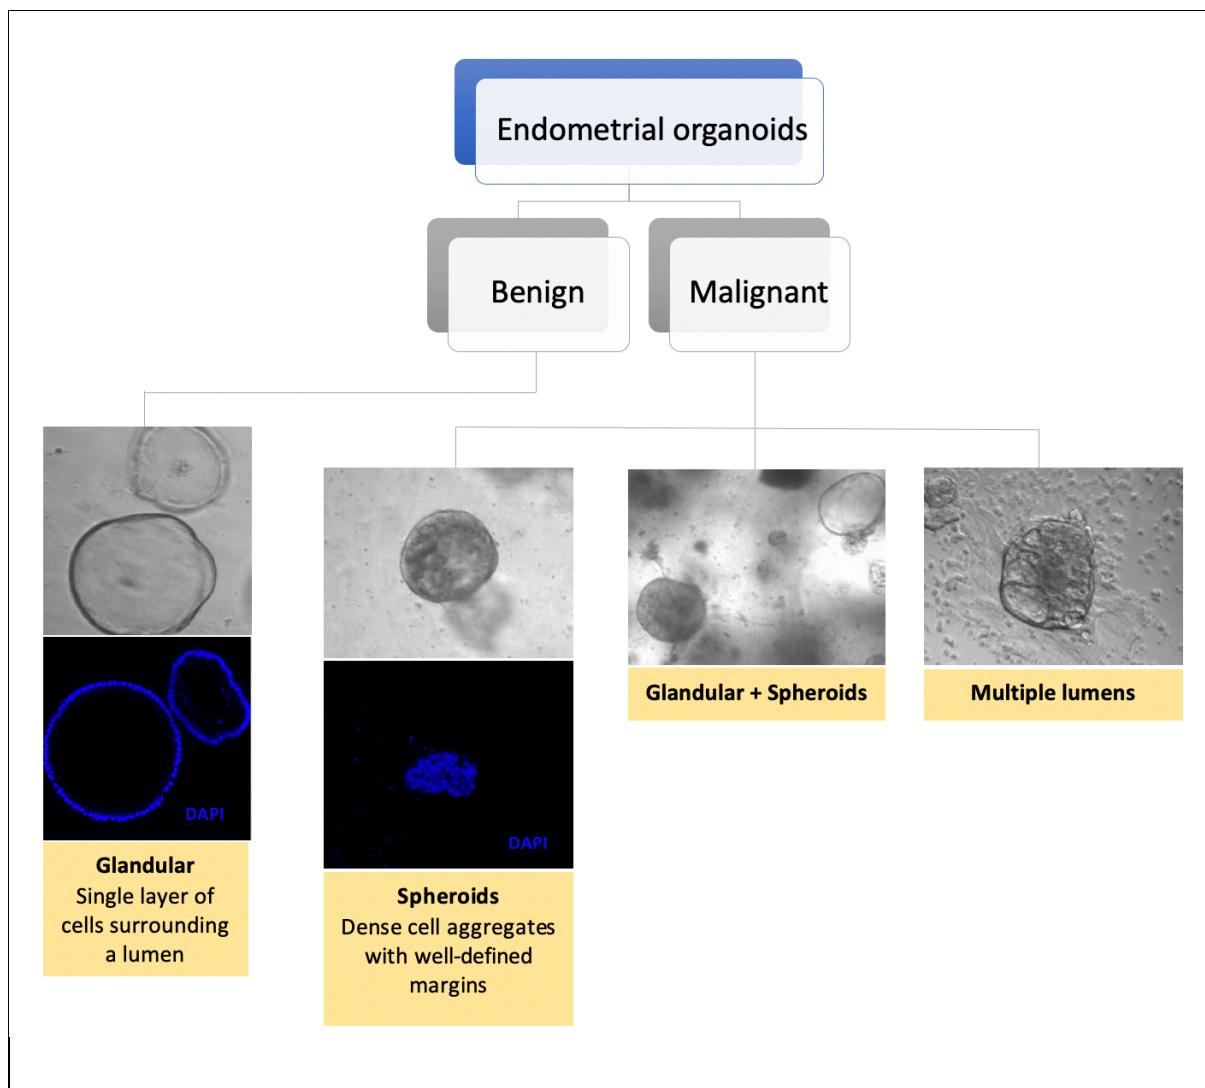 Endometrial organoids
Benign
Malignant
DAPI
Glandular
Single layer of
cells surrounding
a lumen
DAPI
Spheroids
Dense cell aggregates
with well-defined
margins
Glandular + Spheroids
Multiple lumens